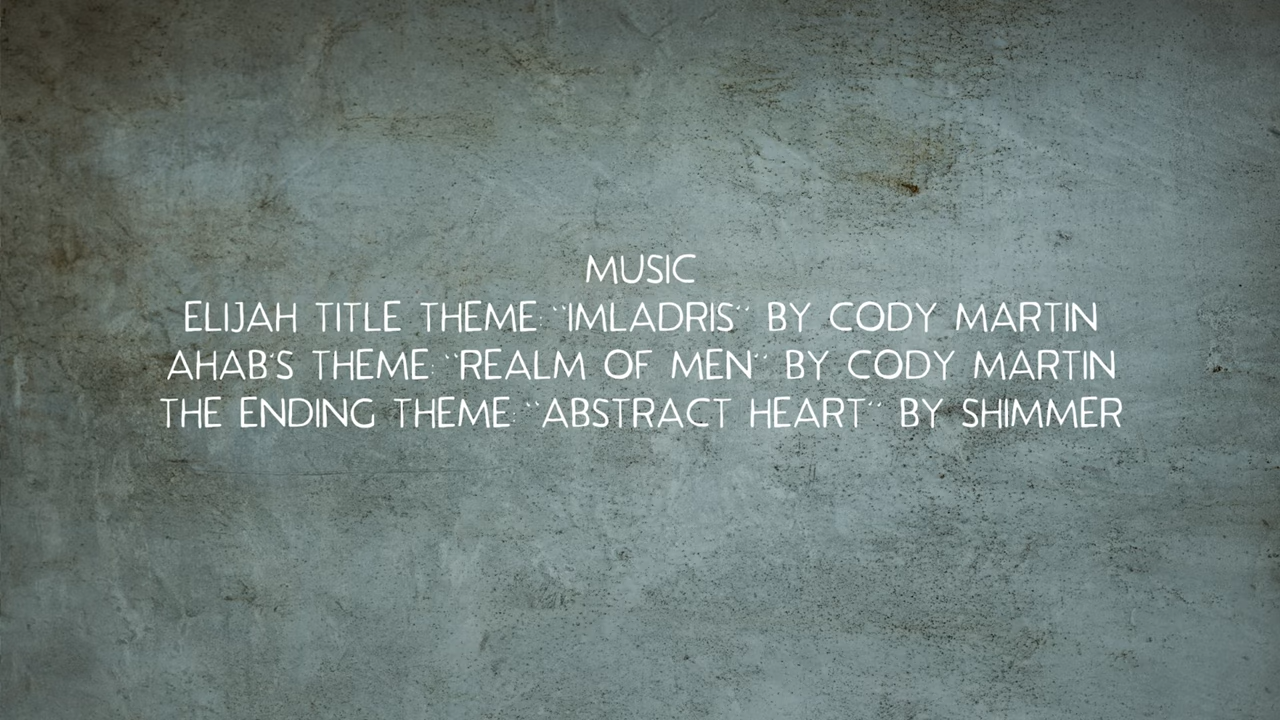 MUSIC
ELIJAH TITLE THEME: "IMLADRIS" BY CODY MARTIN
AHAB'S THEME: "REALM OF MEN" BY CODY MARTIN
THE ENDING THEME: "ABSTRACT HEART" BY SHIMMER